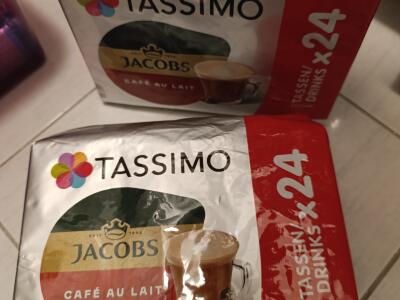 TASSIMO
JACOBS
CAFÉ AU LAIT
TASSEN/
DRINKS x24
TASSIMO
JACOBS
CAFÉ AU LAIT
TASSEN/
DRINKS x24